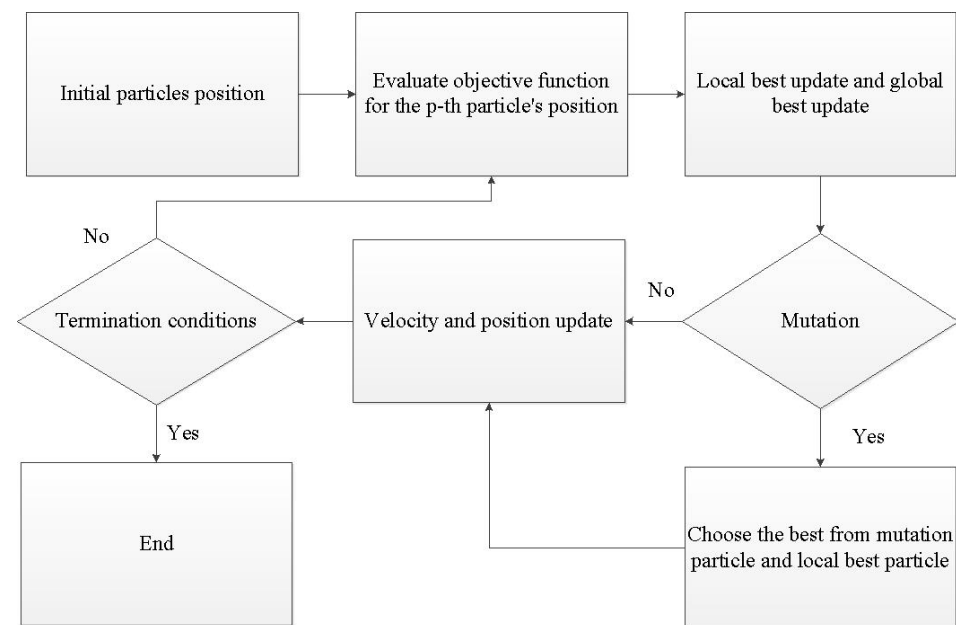 Initial particles position
Evaluate objective function
for the p-th particle's position
Local best update and global
best update
No
Termination conditions
Velocity and position update
No
Mutation
Yes
Yes
End
Choose the best from mutation
particle and local best particle